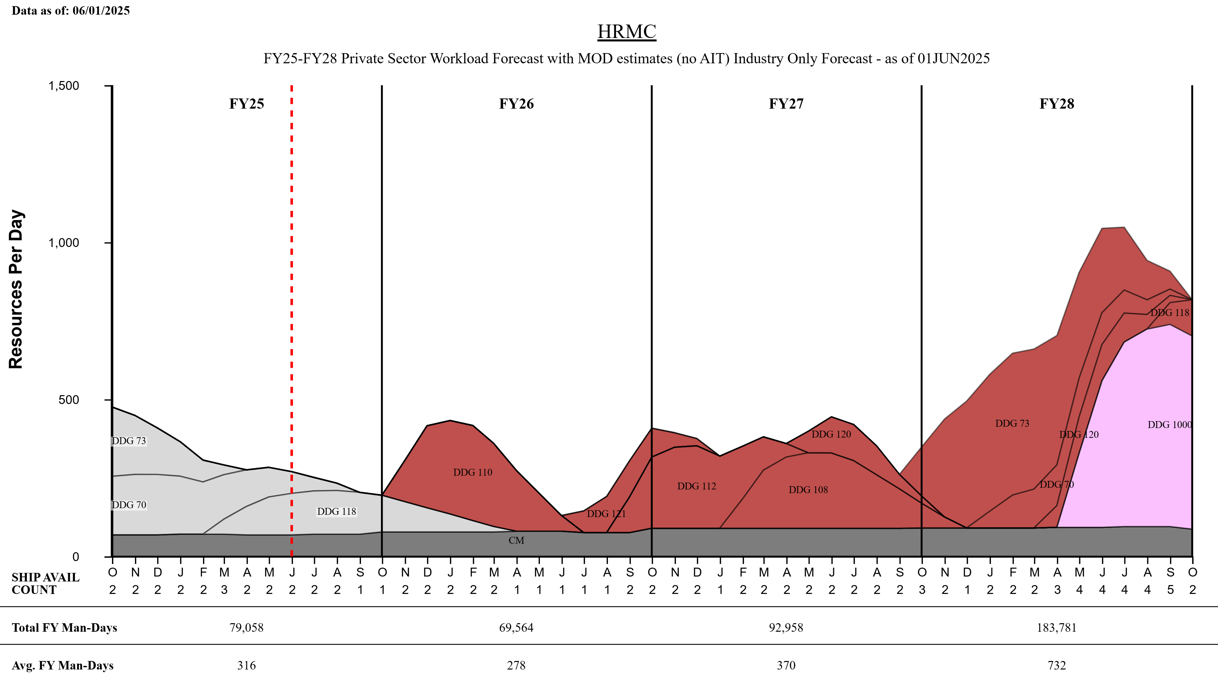 Data as of: 06/01/2025
HRMC
FY25-FY28 Private Sector Workload Forecast with MOD estimates (no AIT) Industry Only Forecast - as of 01JUN2025
1,500
FY25 FY26 FY27 FY28
1,000
500
0
Resources Per Day
DDG 73
DDG 70
DDG 118
DDG 110
CM
DDG 121
DDG 112
DDG 108
DDG 120
DDG 73
DDG 120
DDG 70
DDG 118
DDG 1000
O N D J F M A M J J A S O N D J F M A M J J A S O N D J F M A M J J A S O N D J F M A M J J A S O
SHIP AVAIL COUNT
2 2 2 2 2 3 2 2 2 2 2 1 1 2 2 2 2 2 1 1 1 1 1 2 2 2 2 1 2 2 2 2 2 2 2 2 3 2 1 2 2 2 3 4 4 4 4 5 2
Total FY Man-Days 79,058 69,564 92,958 183,781
Avg. FY Man-Days 316 278 370 732